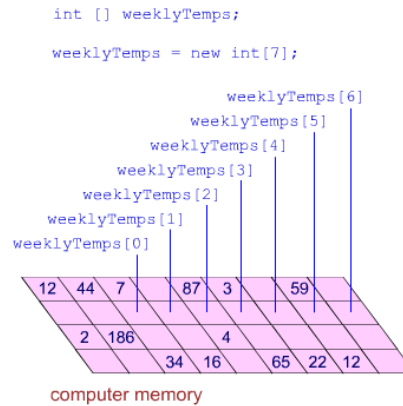 int [] weeklyTemps;
weeklyTemps = new int[7];
weeklyTemps[6]
weeklyTemps[5]
weeklyTemps[4]
weeklyTemps[3]
weeklyTemps[2]
weeklyTemps[1]
weeklyTemps[0]
12 44 7 87 3 59
2 186 4
34 16 65 22 12
computer memory